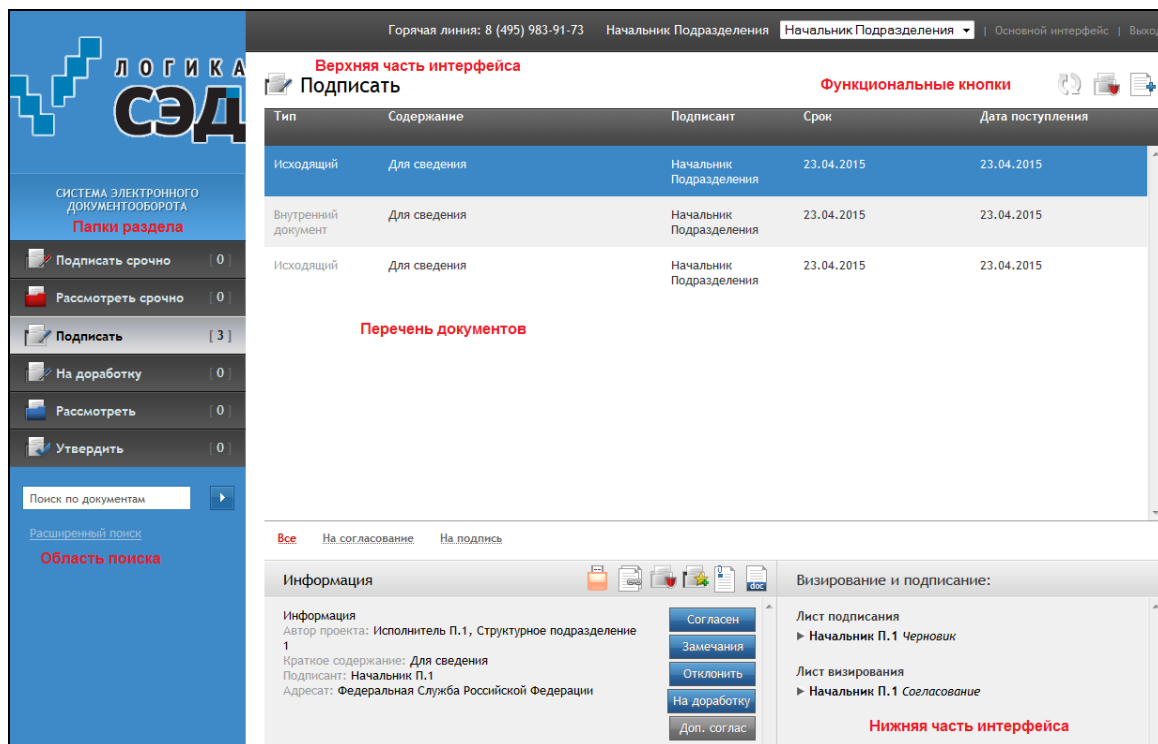 Горячая линия: 8 (495) 983-91-73 Начальник Подразделения Начальник Подразделения | Основной интерфейс | Выход
ЛОГИКА
СЭД
СИСТЕМА ЭЛЕКТРОННОГО
ДОКУМЕНТООБОРОТА
Папки раздела
Подписать срочно [0]
Рассмотреть срочно [0]
Подписать [3]
На доработку [0]
Рассмотреть [0]
Утвердить [0]
Поиск по документам
Расширенный поиск
Область поиска
Верхняя часть интерфейса
Подписать
Функциональные кнопки
Тип Содержание Подписант Срок Дата поступления
Исходящий Для сведения Начальник Подразделения 23.04.2015 23.04.2015
Внутренний документ Для сведения Начальник Подразделения 23.04.2015 23.04.2015
Исходящий Для сведения Начальник Подразделения 23.04.2015 23.04.2015
Перечень документов
Все На согласование На подпись
Информация
doc
Информация
Автор проекта: Исполнитель П.1, Структурное подразделение
1
Краткое содержание: Для сведения
Подписант: Начальник П.1
Адресат: Федеральная Служба Российской Федерации
Согласен
Замечания
Отклонить
На доработку
Доп. соглас
Визирование и подписание:
Лист подписания
Начальник П.1 Черновик
Лист визирования
Начальник П.1 Согласование
Нижняя часть интерфейса